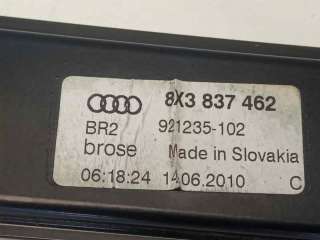 8X3 837 462
BR2 921235-102
brose Made in Slovakia
06:18:24 14.06.2010 C